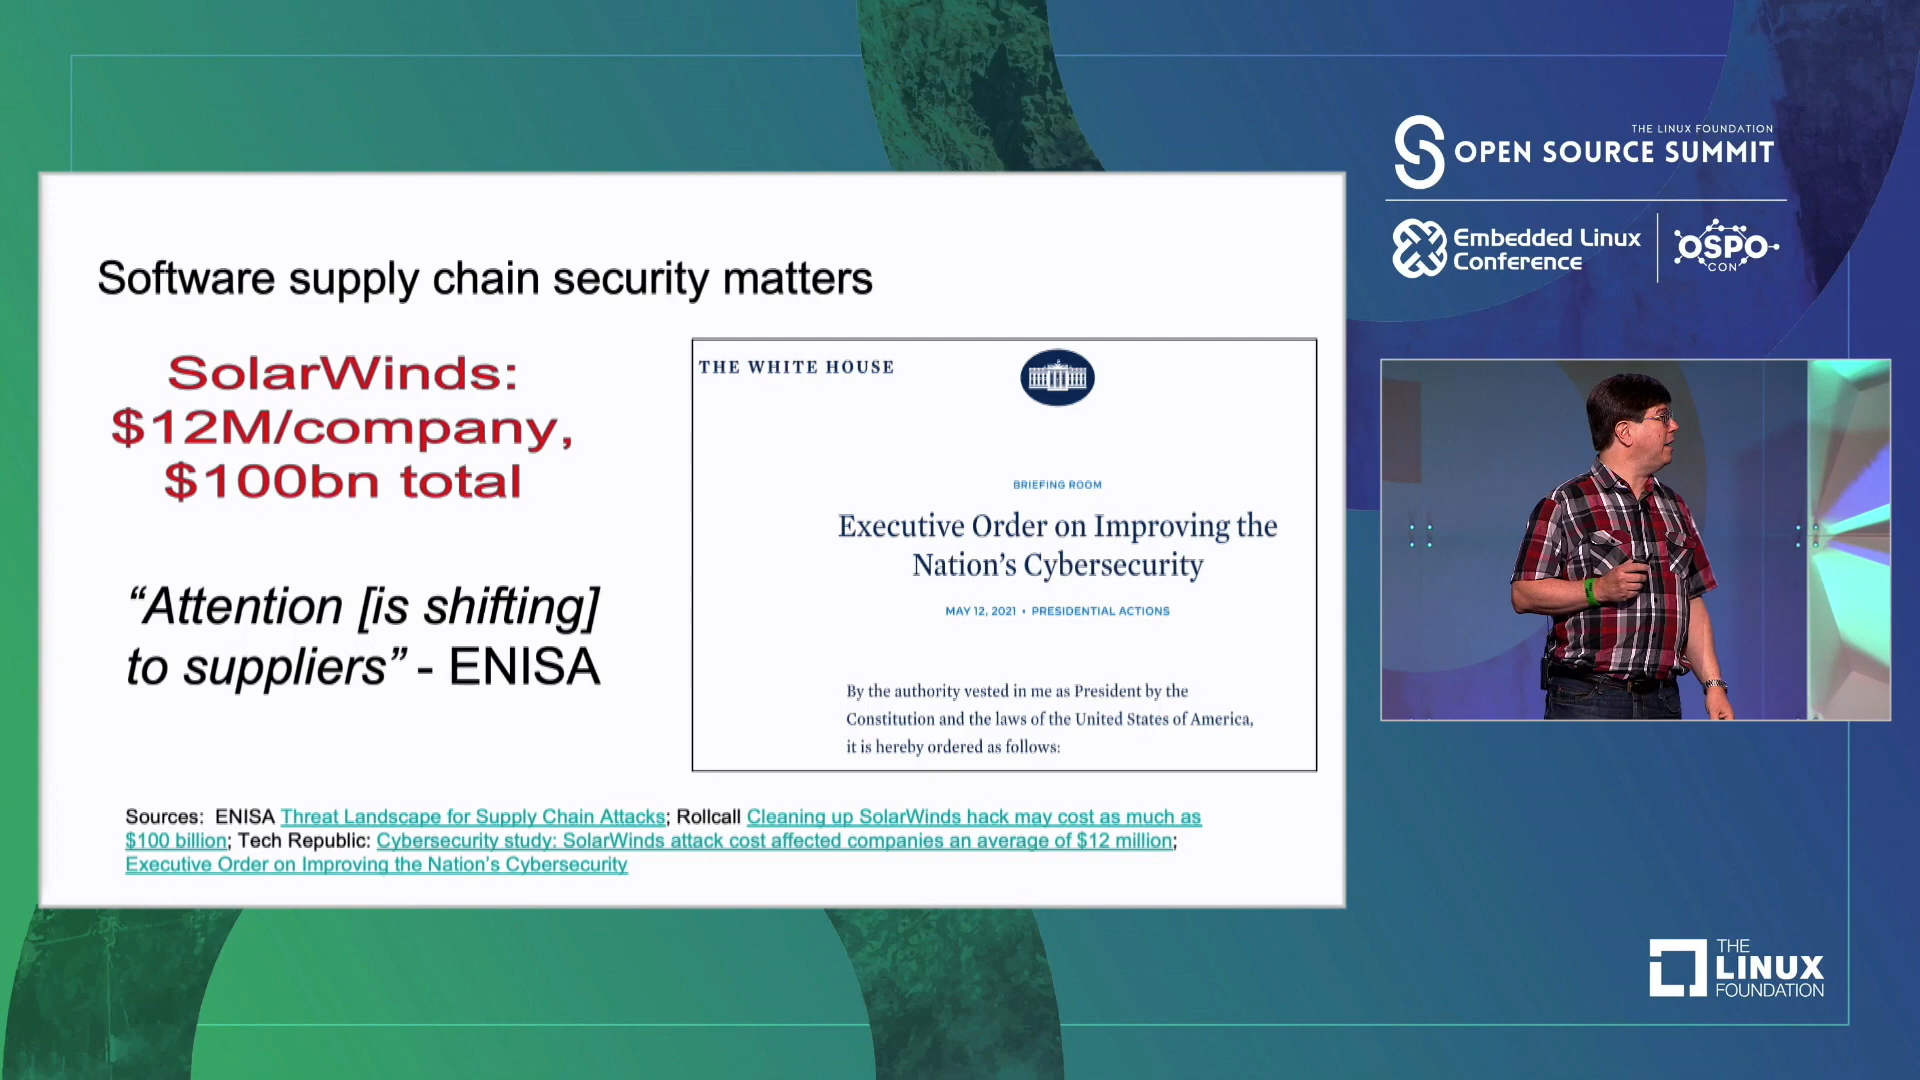 THE LINUX FOUNDATION
OPEN SOURCE SUMMIT
Embedded Linux
Conference
OSPO
CON
Software supply chain security matters
SolarWinds:
$12M/company,
$100bn total
“Attention [is shifting]
to suppliers” - ENISA
THE WHITE HOUSE
BRIEFING ROOM
Executive Order on Improving the
Nation’s Cybersecurity
MAY 12, 2021 • PRESIDENTIAL ACTIONS
By the authority vested in me as President by the
Constitution and the laws of the United States of America,
it is hereby ordered as follows:
Sources: ENISA Threat Landscape for Supply Chain Attacks; Rollcall Cleaning up SolarWinds hack may cost as much as
$100 billion; Tech Republic: Cybersecurity study: SolarWinds attack cost affected companies an average of $12 million;
Executive Order on Improving the Nation’s Cybersecurity
THE
LINUX
FOUNDATION